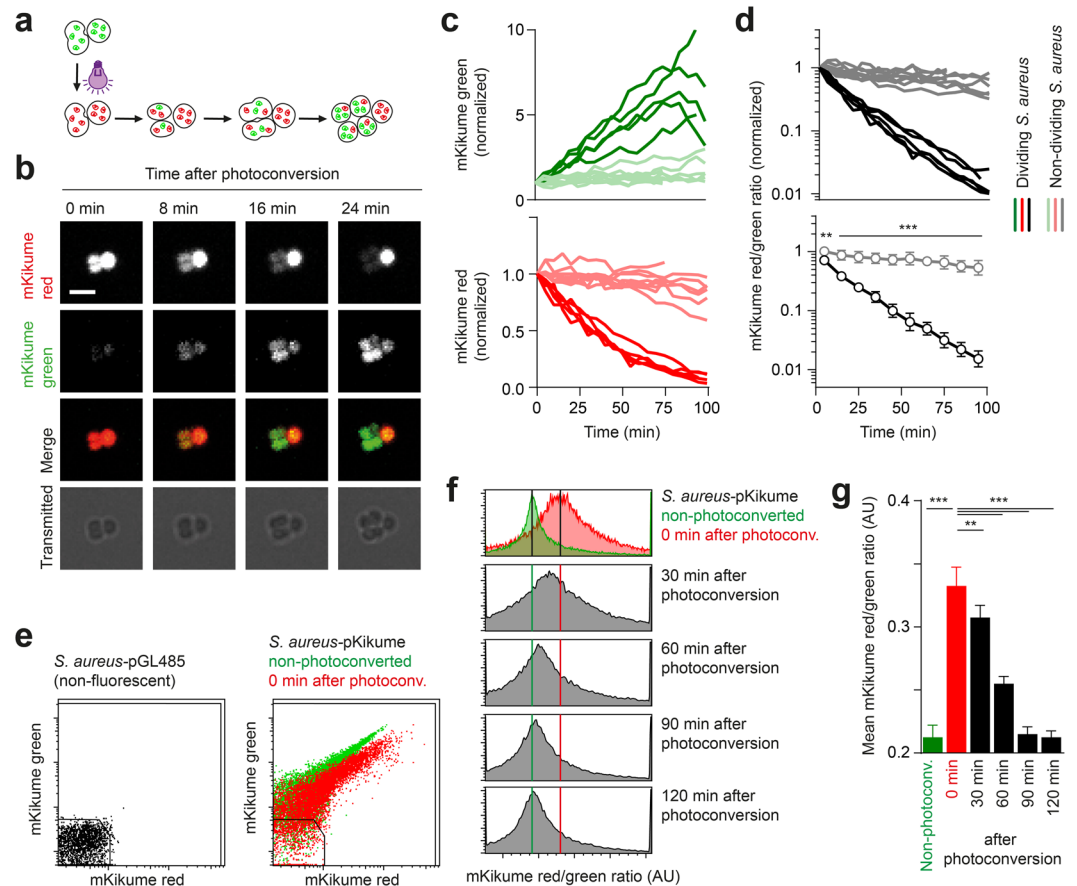 a
b
Time after photoconversion
0 min 8 min 16 min 24 min
mKikume
red
mKikume
green
Merge
Transmitted
c
mKikume green
(normalized)
10
5
0
mKikume red
(normalized)
1.0
0.5
0.0
0 25 50 75 100
Time (min)
d
mKikume red/green ratio (normalized)
1
0.1
0.01
** ***
1
0.1
0.01
0 25 50 75 100
Time (min)
Dividing S. aureus
Non-dividing S. aureus
e
S. aureus-pGL485
(non-fluorescent)
mKikume green
mKikume red
S. aureus-pKikume
non-photoconverted
0 min after photoconv.
mKikume green
mKikume red
f
S. aureus-pKikume
non-photoconverted
0 min after photoconv.
30 min after
photoconversion
60 min after
photoconversion
90 min after
photoconversion
120 min after
photoconversion
mKikume red/green ratio (AU)
g
Mean mKikume red/green ratio (AU)
0.4
0.3
0.2
*** ***
**
Non-photoconv.
0 min
30 min
60 min
90 min
120 min
after
photoconversion